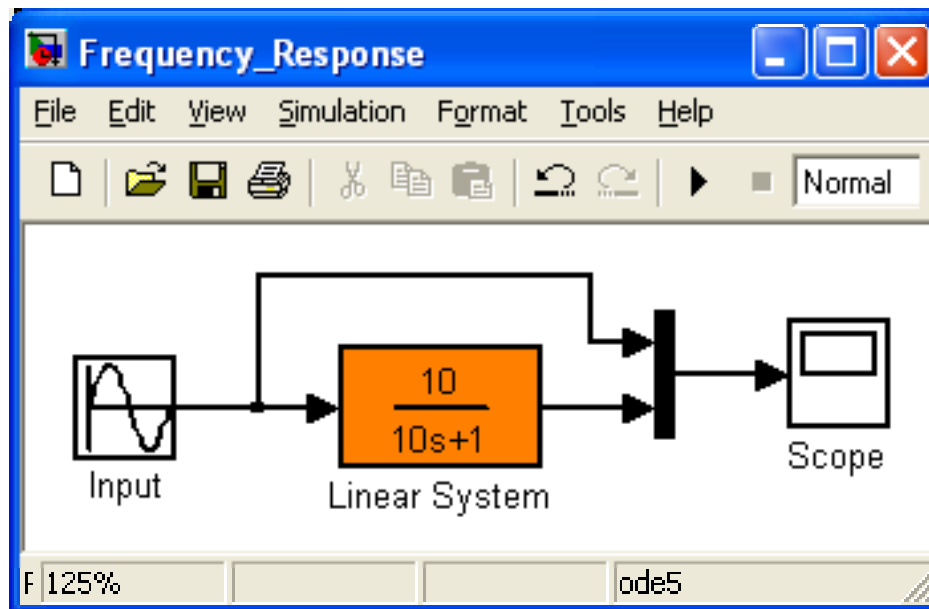 Frequency_Response
File Edit View Simulation Format Tools Help
Normal
10
10s+1
Input
Linear System
Scope
F 125% ode5